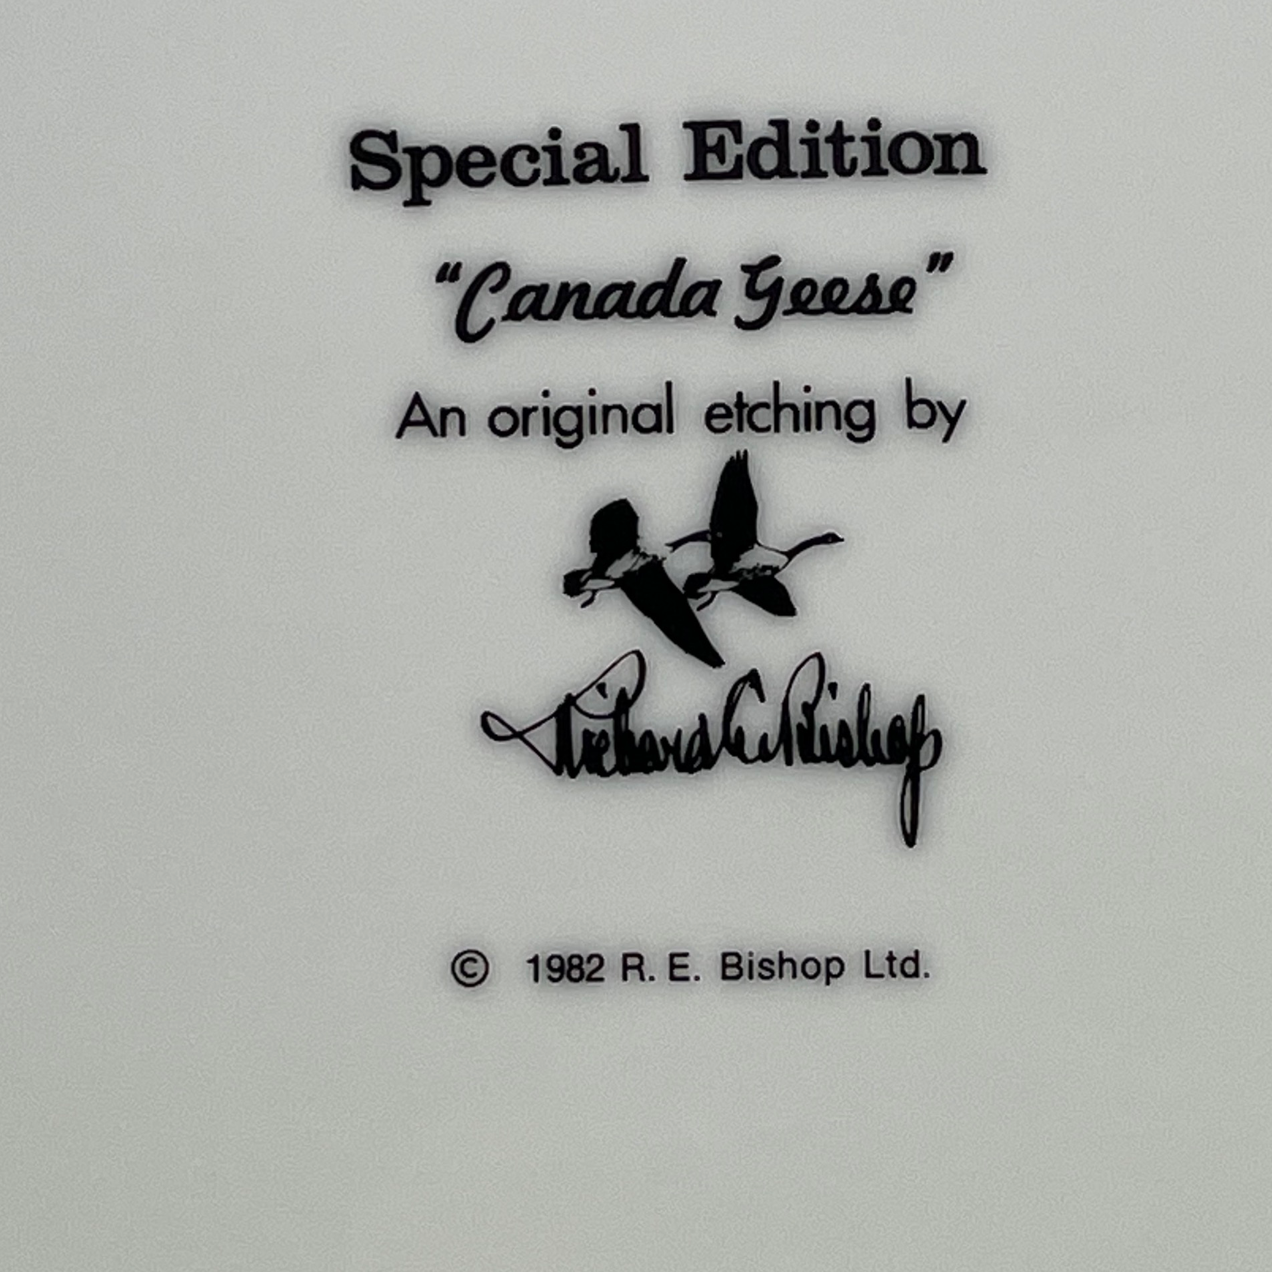 Special Edition
"Canada Geese"
An original etching by
Richard E. Bishop
© 1982 R. E. Bishop Ltd.